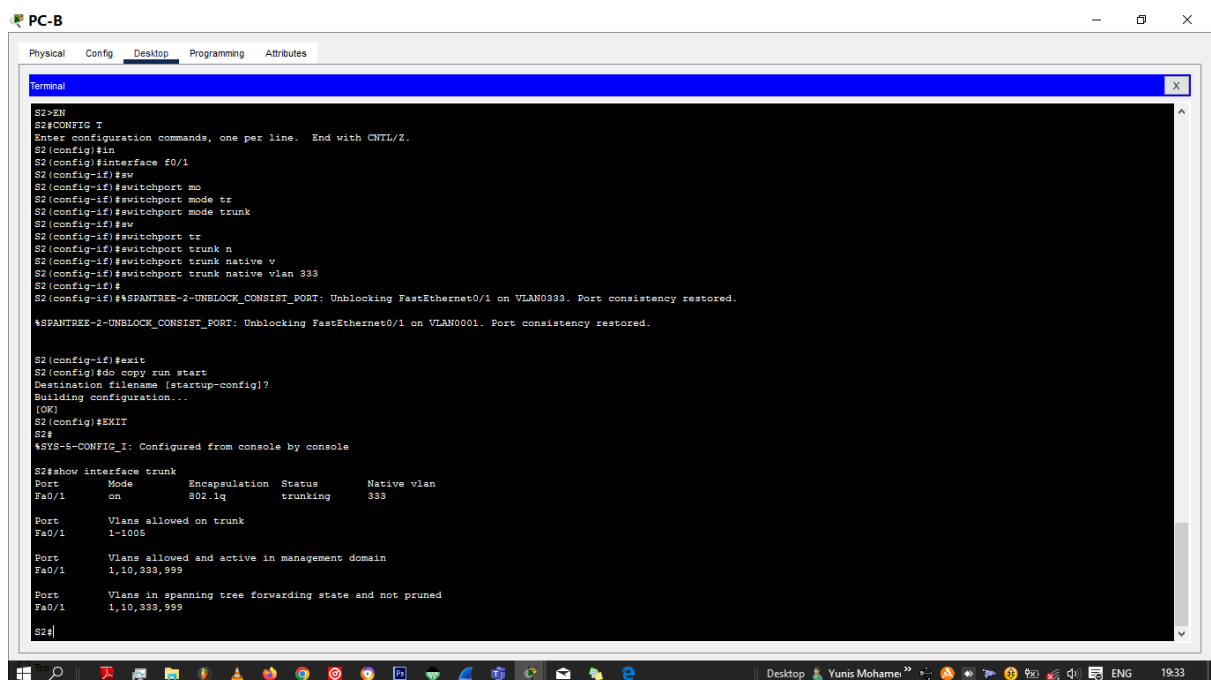 PC-B
Physical Config Desktop Programming Attributes
Terminal
X
S2>EN
S2#CONFIG T
Enter configuration commands, one per line. End with CNTL/Z.
S2(config)#in
S2(config)#interface f0/1
S2(config-if)#sw
S2(config-if)#switchport mo
S2(config-if)#switchport mode tr
S2(config-if)#switchport mode trunk
S2(config-if)#sw
S2(config-if)#switchport tr
S2(config-if)#switchport trunk n
S2(config-if)#switchport trunk native v
S2(config-if)#switchport trunk native vlan 333
S2(config-if)#
S2(config-if)#%SPANTREE-2-UNBLOCK_CONSIST_PORT: Unblocking FastEthernet0/1 on VLAN0333. Port consistency restored.
%SPANTREE-2-UNBLOCK_CONSIST_PORT: Unblocking FastEthernet0/1 on VLAN0001. Port consistency restored.
S2(config-if)#exit
S2(config)#do copy run start
Destination filename [startup-config]?
Building configuration...
[OK]
S2(config)#EXIT
S2#
%SYS-5-CONFIG_I: Configured from console by console
S2#show interface trunk
Port Mode Encapsulation Status Native vlan
Fa0/1 on 802.1q trunking 333
Port Vlans allowed on trunk
Fa0/1 1-1005
Port Vlans allowed and active in management domain
Fa0/1 1,10,333,999
Port Vlans in spanning tree forwarding state and not pruned
Fa0/1 1,10,333,999
S2#
Top
Ps
Desktop Yunis Mohame ENG 19:33